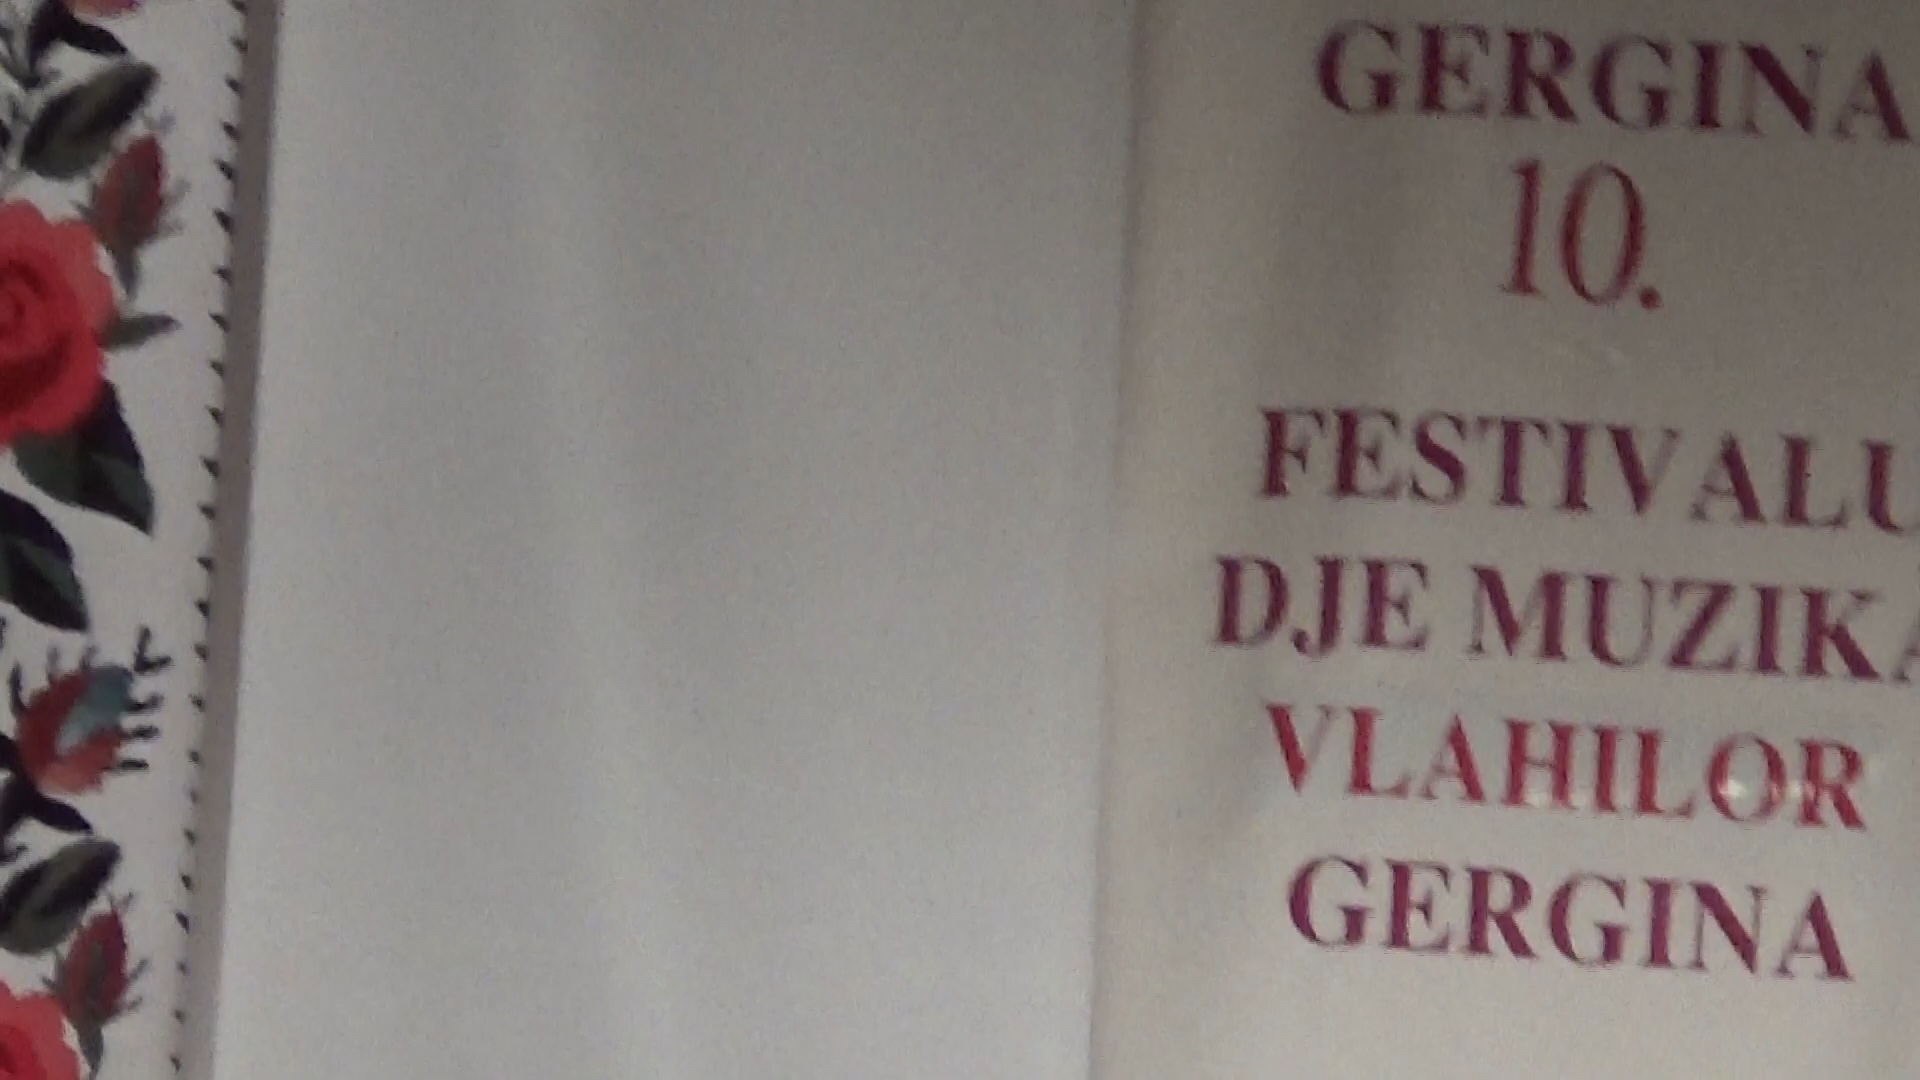 GERGINA
10.
FESTIVALU
DJE MUZIKA
VLAHILOR
GERGINA